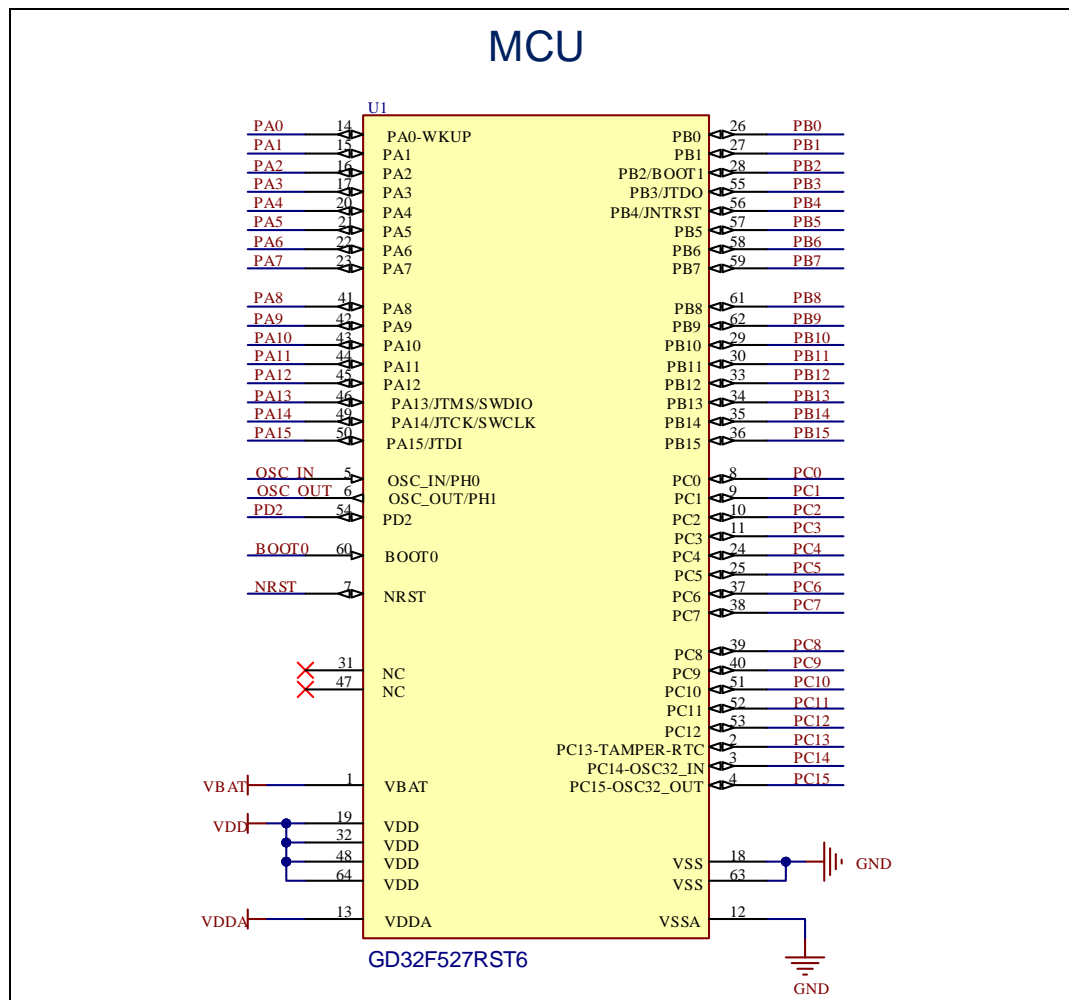 MCU
U1
PA0 14 PA0-WKUP PB0 26 PB0
PA1 15 PA1 PB1 27 PB1
PA2 16 PA2 PB2/BOOT1 28 PB2
PA3 17 PA3 PB3/JTDO 55 PB3
PA4 20 PA4 PB4/JNTRST 56 PB4
PA5 21 PA5 PB5 57 PB5
PA6 22 PA6 PB6 58 PB6
PA7 23 PA7 PB7 59 PB7
PA8 41 PA8 PB8 61 PB8
PA9 42 PA9 PB9 62 PB9
PA10 43 PA10 PB10 29 PB10
PA11 44 PA11 PB11 30 PB11
PA12 45 PA12 PB12 33 PB12
PA13 46 PA13/JTMS/SWDIO PB13 34 PB13
PA14 49 PA14/JTCK/SWCLK PB14 35 PB14
PA15 50 PA15/JTDI PB15 36 PB15
OSC_IN 5 OSC_IN/PH0 PC0 8 PC0
OSC_OUT 6 OSC_OUT/PH1 PC1 9 PC1
PD2 54 PD2 PC2 10 PC2
PC3 11 PC3
BOOT0 60 BOOT0 PC4 24 PC4
PC5 25 PC5
NRST 7 NRST PC6 37 PC6
PC7 38 PC7
PC8 39 PC8
31 NC PC9 40 PC9
47 NC PC10 51 PC10
PC11 52 PC11
PC12 53 PC12
PC13-TAMPER-RTC 2 PC13
PC14-OSC32_IN 3 PC14
VBAT 1 VBAT PC15-OSC32_OUT 4 PC15
VDD 19 VDD
32 VDD
48 VDD VSS 18 GND
64 VDD VSS 63
VDDA 13 VDDA VSSA 12
GD32F527RST6
GND